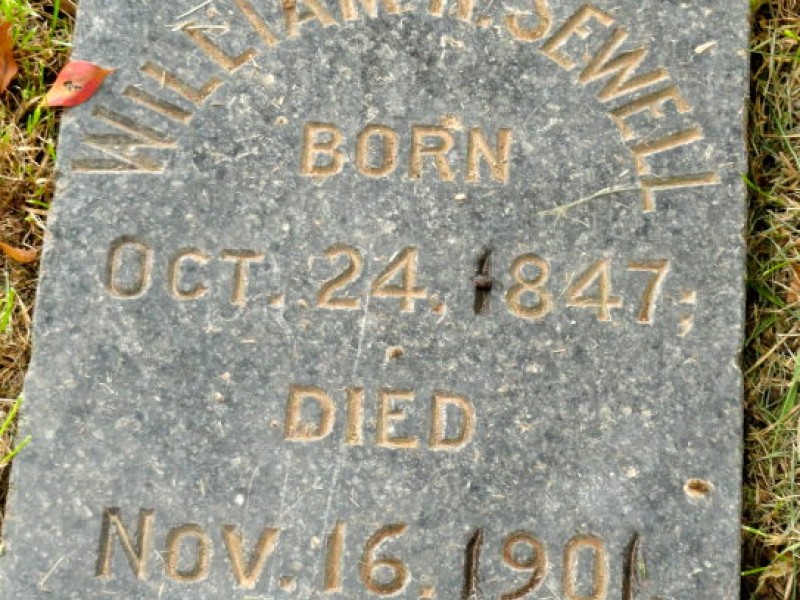 WILLIAM N. SEWELL
BORN
OCT. 24, 1847;
DIED
NOV. 16, 1901